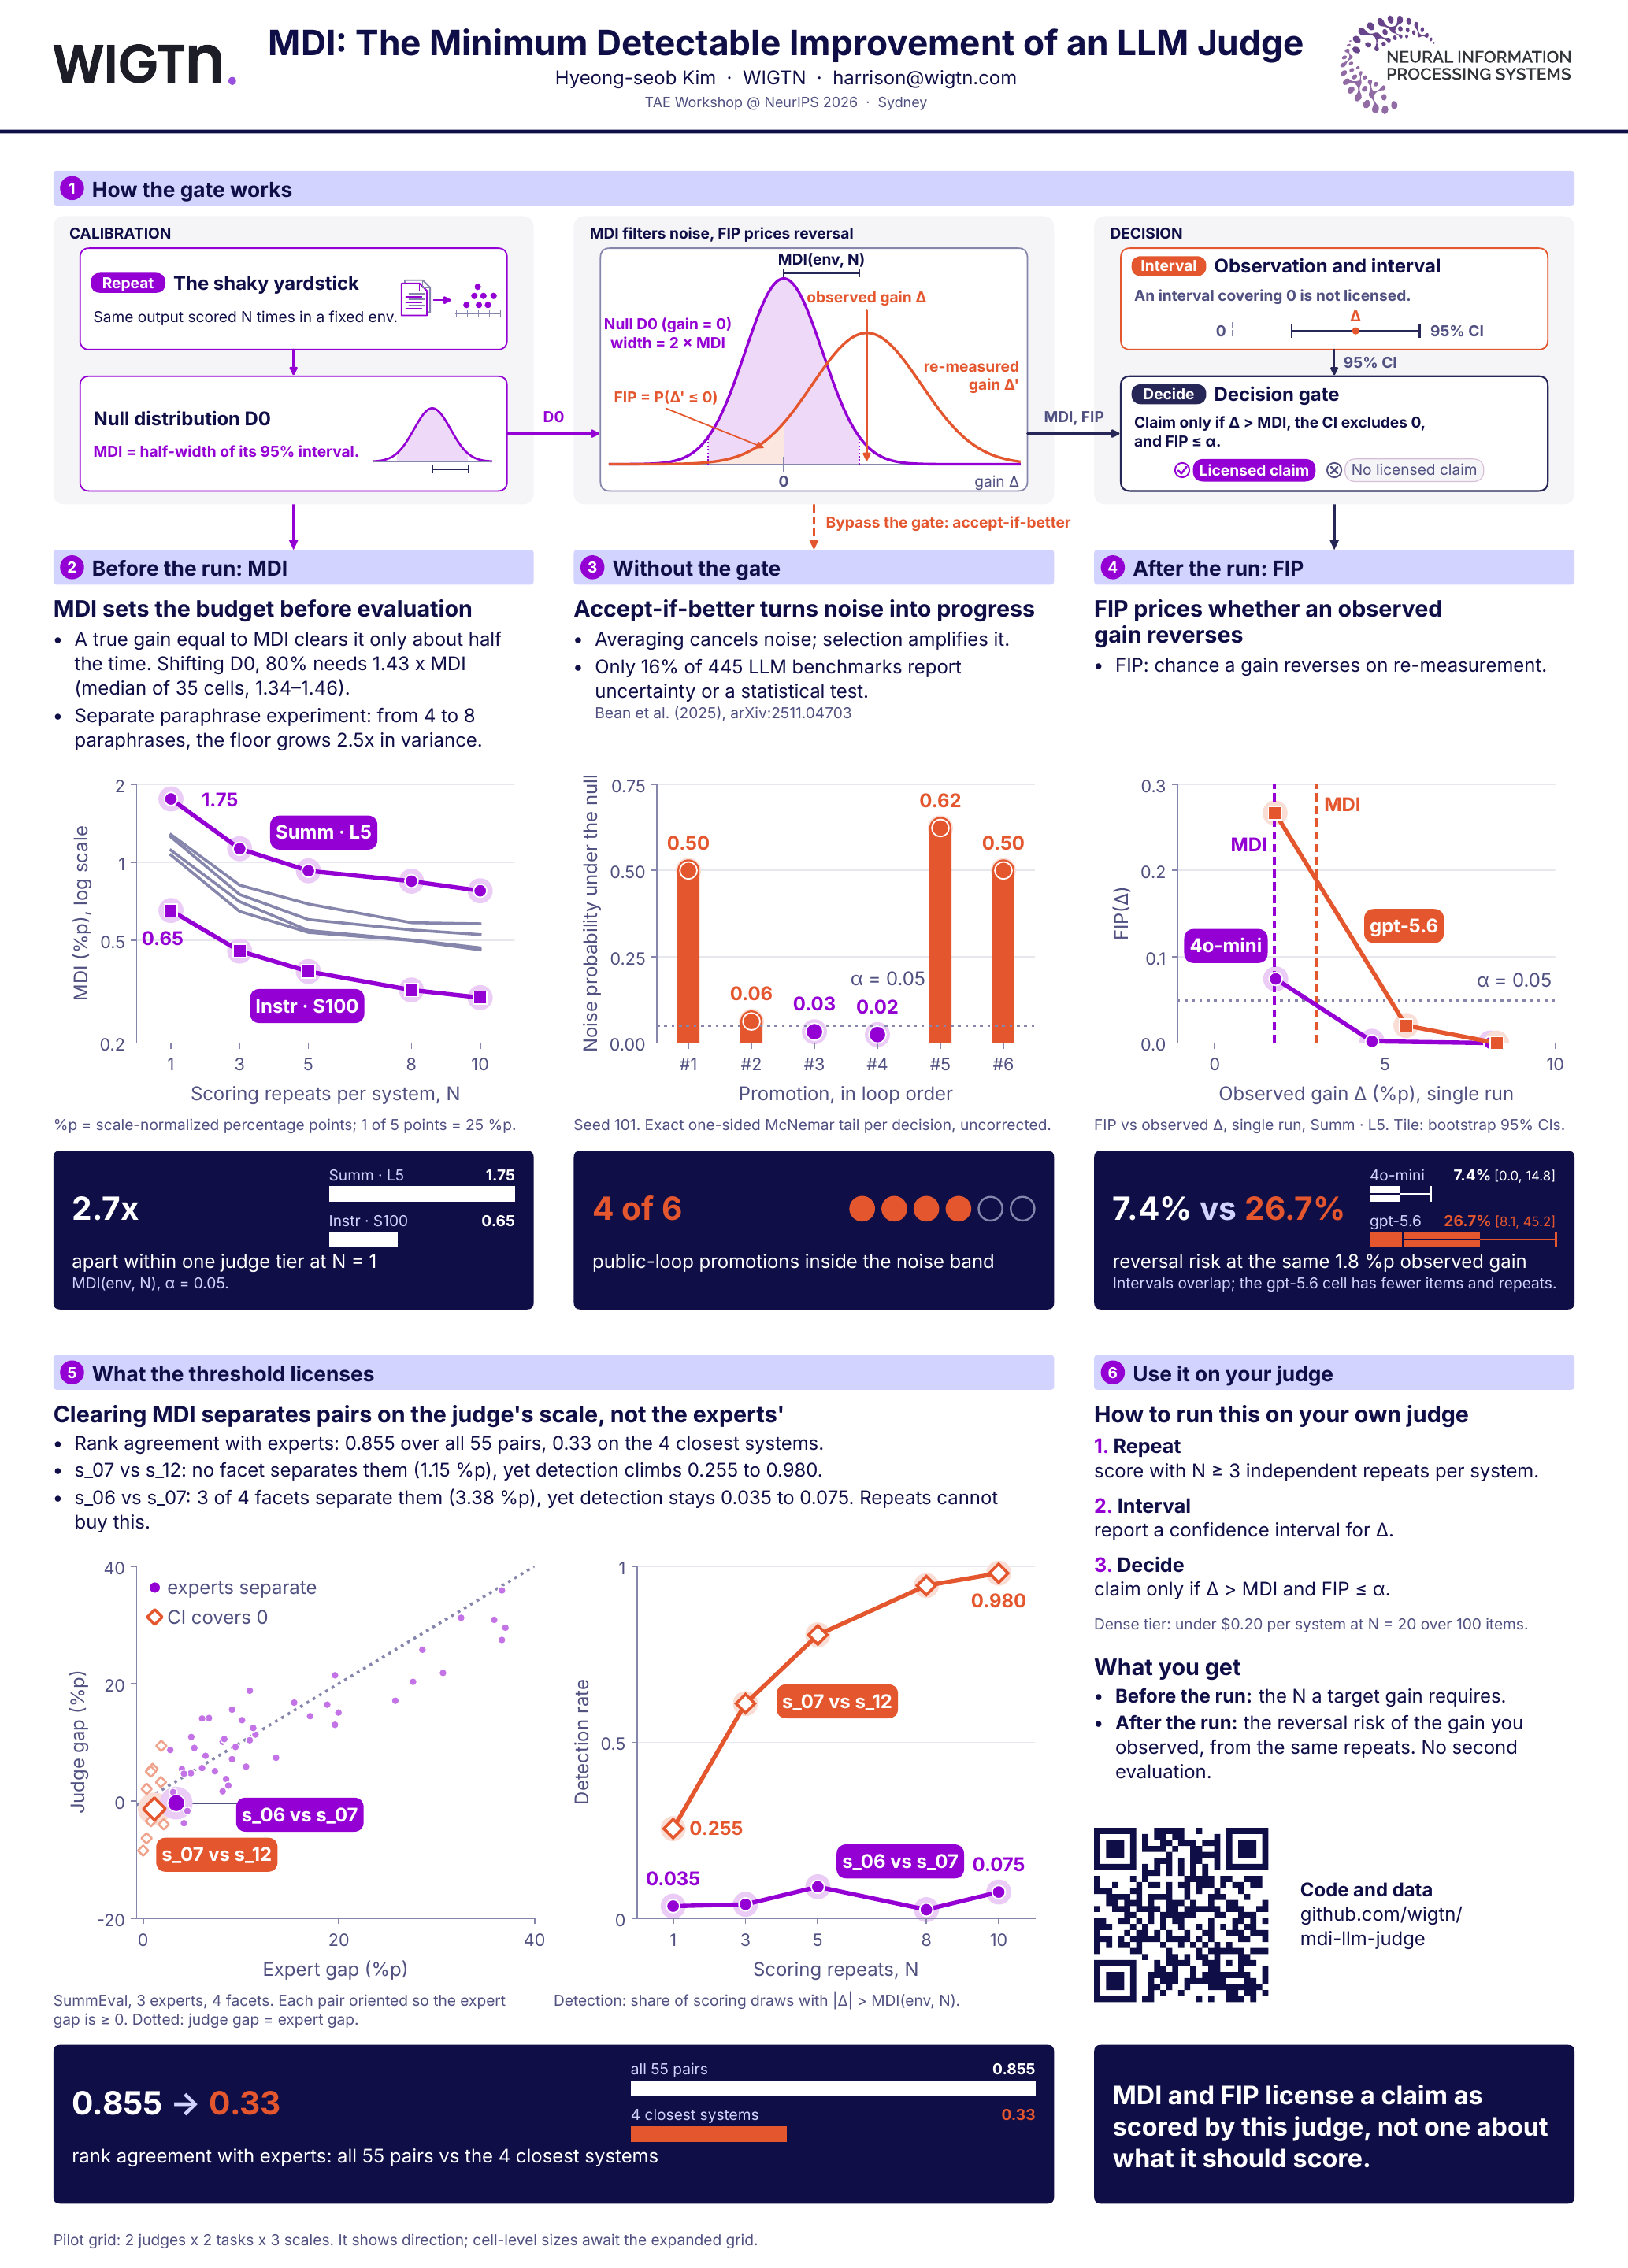 WIGTN.
MDI: The Minimum Detectable Improvement of an LLM Judge
Hyeong-seob Kim · WIGTN · harrison@wigtn.com
TAE Workshop @ NeurIPS 2026 · Sydney
NEURAL INFORMATION
PROCESSING SYSTEMS
1 How the gate works
CALIBRATION
Repeat The shaky yardstick
Same output scored N times in a fixed env.
Null distribution D0
MDI = half-width of its 95% interval.
D0
MDI filters noise, FIP prices reversal
MDI(env, N)
observed gain Δ
Null D0 (gain = 0)
width = 2 × MDI
re-measured
gain Δ'
FIP = P(Δ' ≤ 0)
0
gain Δ
MDI, FIP
DECISION
Interval Observation and interval
An interval covering 0 is not licensed.
Δ
0
95% CI
95% CI
Decide Decision gate
Claim only if Δ > MDI, the CI excludes 0,
and FIP ≤ α.
Licensed claim
No licensed claim
Bypass the gate: accept-if-better
2 Before the run: MDI
MDI sets the budget before evaluation
• A true gain equal to MDI clears it only about half
the time. Shifting D0, 80% needs 1.43 x MDI
(median of 35 cells, 1.34–1.46).
• Separate paraphrase experiment: from 4 to 8
paraphrases, the floor grows 2.5x in variance.
MDI (%p), log scale
2
1
0.5
0.2
1.75
Summ · L5
0.65
Instr · S100
1 3 5 8 10
Scoring repeats per system, N
%p = scale-normalized percentage points; 1 of 5 points = 25 %p.
2.7x
Summ · L5 1.75
Instr · S100 0.65
apart within one judge tier at N = 1
MDI(env, N), α = 0.05.
3 Without the gate
Accept-if-better turns noise into progress
• Averaging cancels noise; selection amplifies it.
• Only 16% of 445 LLM benchmarks report
uncertainty or a statistical test.
Bean et al. (2025), arXiv:2511.04703
Noise probability under the null
0.75
0.50
0.25
0.00
0.50
0.06
0.03
0.02
0.62
0.50
α = 0.05
#1 #2 #3 #4 #5 #6
Promotion, in loop order
Seed 101. Exact one-sided McNemar tail per decision, uncorrected.
4 of 6
public-loop promotions inside the noise band
4 After the run: FIP
FIP prices whether an observed
gain reverses
• FIP: chance a gain reverses on re-measurement.
FIP(Δ)
0.3
0.2
0.1
0.0
MDI
MDI
gpt-5.6
4o-mini
α = 0.05
0 5 10
Observed gain Δ (%p), single run
FIP vs observed Δ, single run, Summ · L5. Tile: bootstrap 95% CIs.
7.4% vs 26.7%
4o-mini 7.4% [0.0, 14.8]
gpt-5.6 26.7% [8.1, 45.2]
reversal risk at the same 1.8 %p observed gain
Intervals overlap; the gpt-5.6 cell has fewer items and repeats.
5 What the threshold licenses
Clearing MDI separates pairs on the judge's scale, not the experts'
• Rank agreement with experts: 0.855 over all 55 pairs, 0.33 on the 4 closest systems.
• s_07 vs s_12: no facet separates them (1.15 %p), yet detection climbs 0.255 to 0.980.
• s_06 vs s_07: 3 of 4 facets separate them (3.38 %p), yet detection stays 0.035 to 0.075. Repeats cannot
buy this.
Judge gap (%p)
40
20
0
-20
experts separate
CI covers 0
s_06 vs s_07
s_07 vs s_12
0 20 40
Expert gap (%p)
SummEval, 3 experts, 4 facets. Each pair oriented so the expert
gap is ≥ 0. Dotted: judge gap = expert gap.
Detection rate
1
0.5
0
0.980
s_07 vs s_12
0.255
s_06 vs s_07
0.035
0.075
1 3 5 8 10
Scoring repeats, N
Detection: share of scoring draws with |Δ| > MDI(env, N).
0.855 → 0.33
all 55 pairs 0.855
4 closest systems 0.33
rank agreement with experts: all 55 pairs vs the 4 closest systems
6 Use it on your judge
How to run this on your own judge
1. Repeat
score with N ≥ 3 independent repeats per system.
2. Interval
report a confidence interval for Δ.
3. Decide
claim only if Δ > MDI and FIP ≤ α.
Dense tier: under $0.20 per system at N = 20 over 100 items.
What you get
• Before the run: the N a target gain requires.
• After the run: the reversal risk of the gain you
observed, from the same repeats. No second
evaluation.
Code and data
github.com/wigtn/
mdi-llm-judge
MDI and FIP license a claim as
scored by this judge, not one about
what it should score.
Pilot grid: 2 judges x 2 tasks x 3 scales. It shows direction; cell-level sizes await the expanded grid.